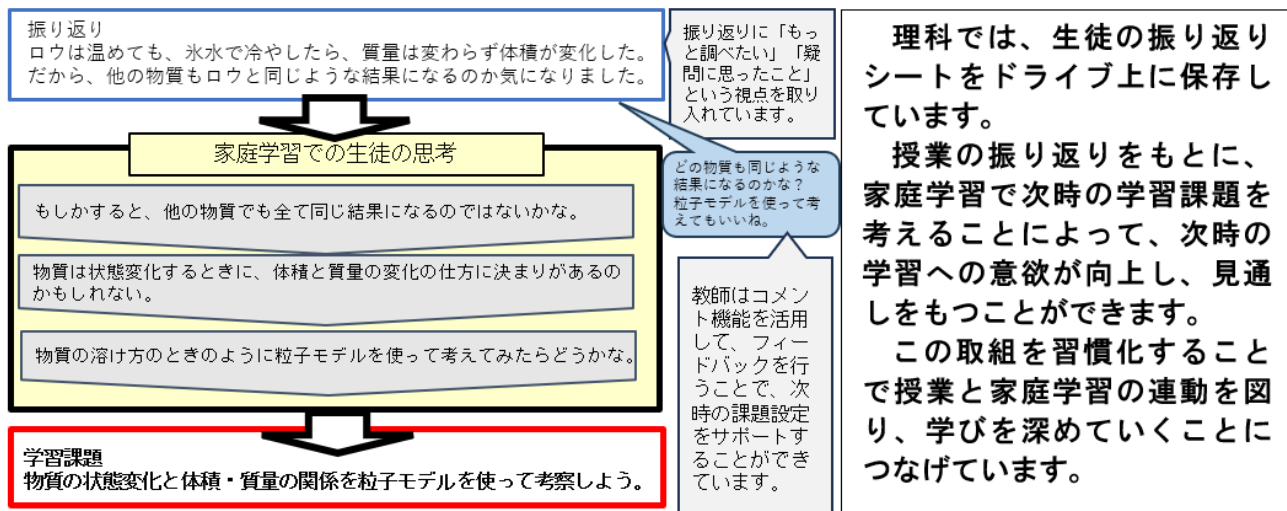 振り返り
ロウは温めても、氷水で冷やしたら、質量は変わらず体積が変化した。
だから、他の物質もロウと同じような結果になるのか気になりました。
振り返りに「もっ
と調べたい」「疑
問に思ったこと」
という視点を取り
入れています。
家庭学習での生徒の思考
もしかすると、他の物質でも全て同じ結果になるのではないかな。
物質は状態変化するときに、体積と質量の変化の仕方に決まりがあるの
かもしれない。
物質の溶け方のときのように粒子モデルを使って考えてみたらどうかな。
どの物質も同じような
結果になるのかな？
粒子モデルを使って考
えてもいいね。
教師はコメン
ト機能を活用
して、フィー
ドバックを行
うことで、次
時の課題設定
をサポートす
ることができ
ています。
学習課題
物質の状態変化と体積・質量の関係を粒子モデルを使って考察しよう。
理科では、生徒の振り返り
シートをドライブ上に保存し
ています。
授業の振り返りをもとに、
家庭学習で次時の学習課題を
考えることによって、次時の
学習への意欲が向上し、見通
しをもつことができます。
この取組を習慣化すること
で授業と家庭学習の連動を図
り、学びを深めていくことに
つなげています。